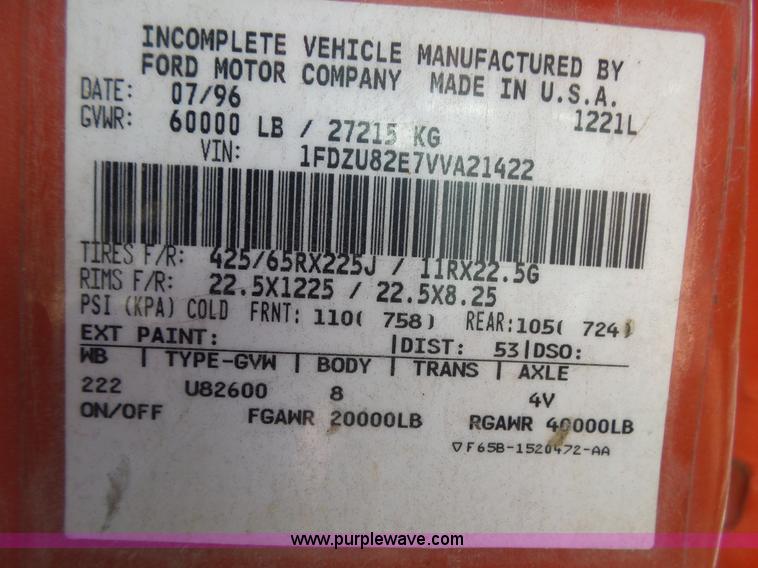 INCOMPLETE VEHICLE MANUFACTURED BY
FORD MOTOR COMPANY MADE IN U.S.A.
DATE: 07/96 1221L
GVWR: 60000 LB / 27215 KG
VIN: 1FDZU82E7VVA21422
TIRES F/R: 425/65RX225J / 11RX22.5G
RIMS F/R: 22.5X1225 / 22.5X8.25
PSI (KPA) COLD FRNT: 110( 758) REAR:105( 724)
EXT PAINT: |DIST: 53|DSO:
WB | TYPE-GVW | BODY | TRANS | AXLE
222 U82600 8 4V
ON/OFF FGAWR 20000LB RGAWR 40000LB
▽F65B-1520472-AA
www.purplewave.com